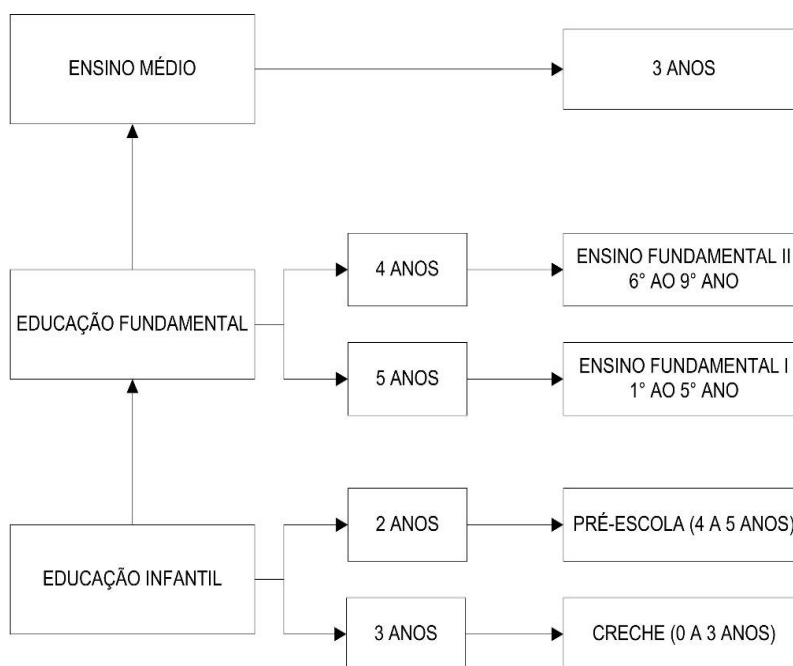 ENSINO MÉDIO
3 ANOS
EDUCAÇÃO FUNDAMENTAL
4 ANOS
ENSINO FUNDAMENTAL II
6° AO 9° ANO
5 ANOS
ENSINO FUNDAMENTAL I
1° AO 5° ANO
EDUCAÇÃO INFANTIL
2 ANOS
PRÉ-ESCOLA (4 A 5 ANOS)
3 ANOS
CRECHE (0 A 3 ANOS)